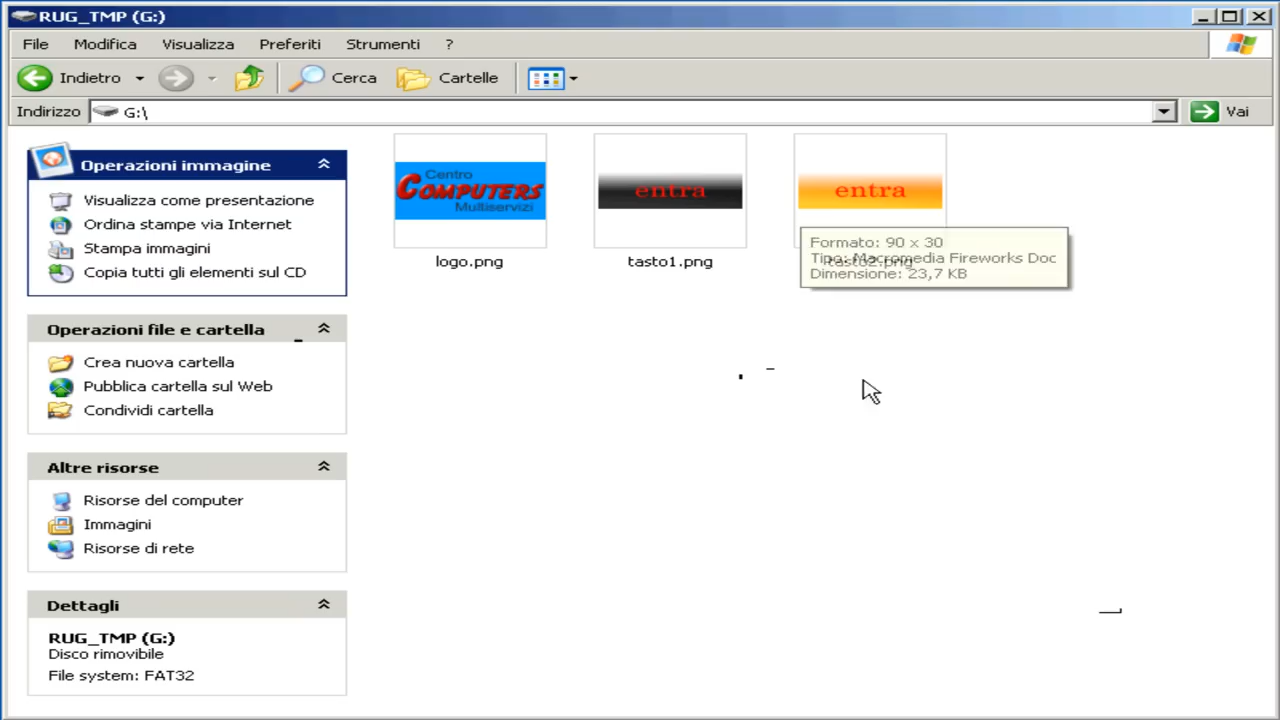 RUG_TMP (G:)
File Modifica Visualizza Preferiti Strumenti ?
Indietro Cerca Cartelle
Indirizzo G:\ Vai
Operazioni immagine
Visualizza come presentazione
Ordina stampe via Internet
Stampa immagini
Copia tutti gli elementi sul CD
Operazioni file e cartella
Crea nuova cartella
Pubblica cartella sul Web
Condividi cartella
Altre risorse
Risorse del computer
Immagini
Risorse di rete
Dettagli
RUG_TMP (G:)
Disco rimovibile
File system: FAT32
Centro
COMPUTERS
Multiservizi
logo.png
entra
tasto1.png
entra
tasto2.png
Formato: 90 x 30
Tipo: Macromedia Fireworks Doc
Dimensione: 23,7 KB